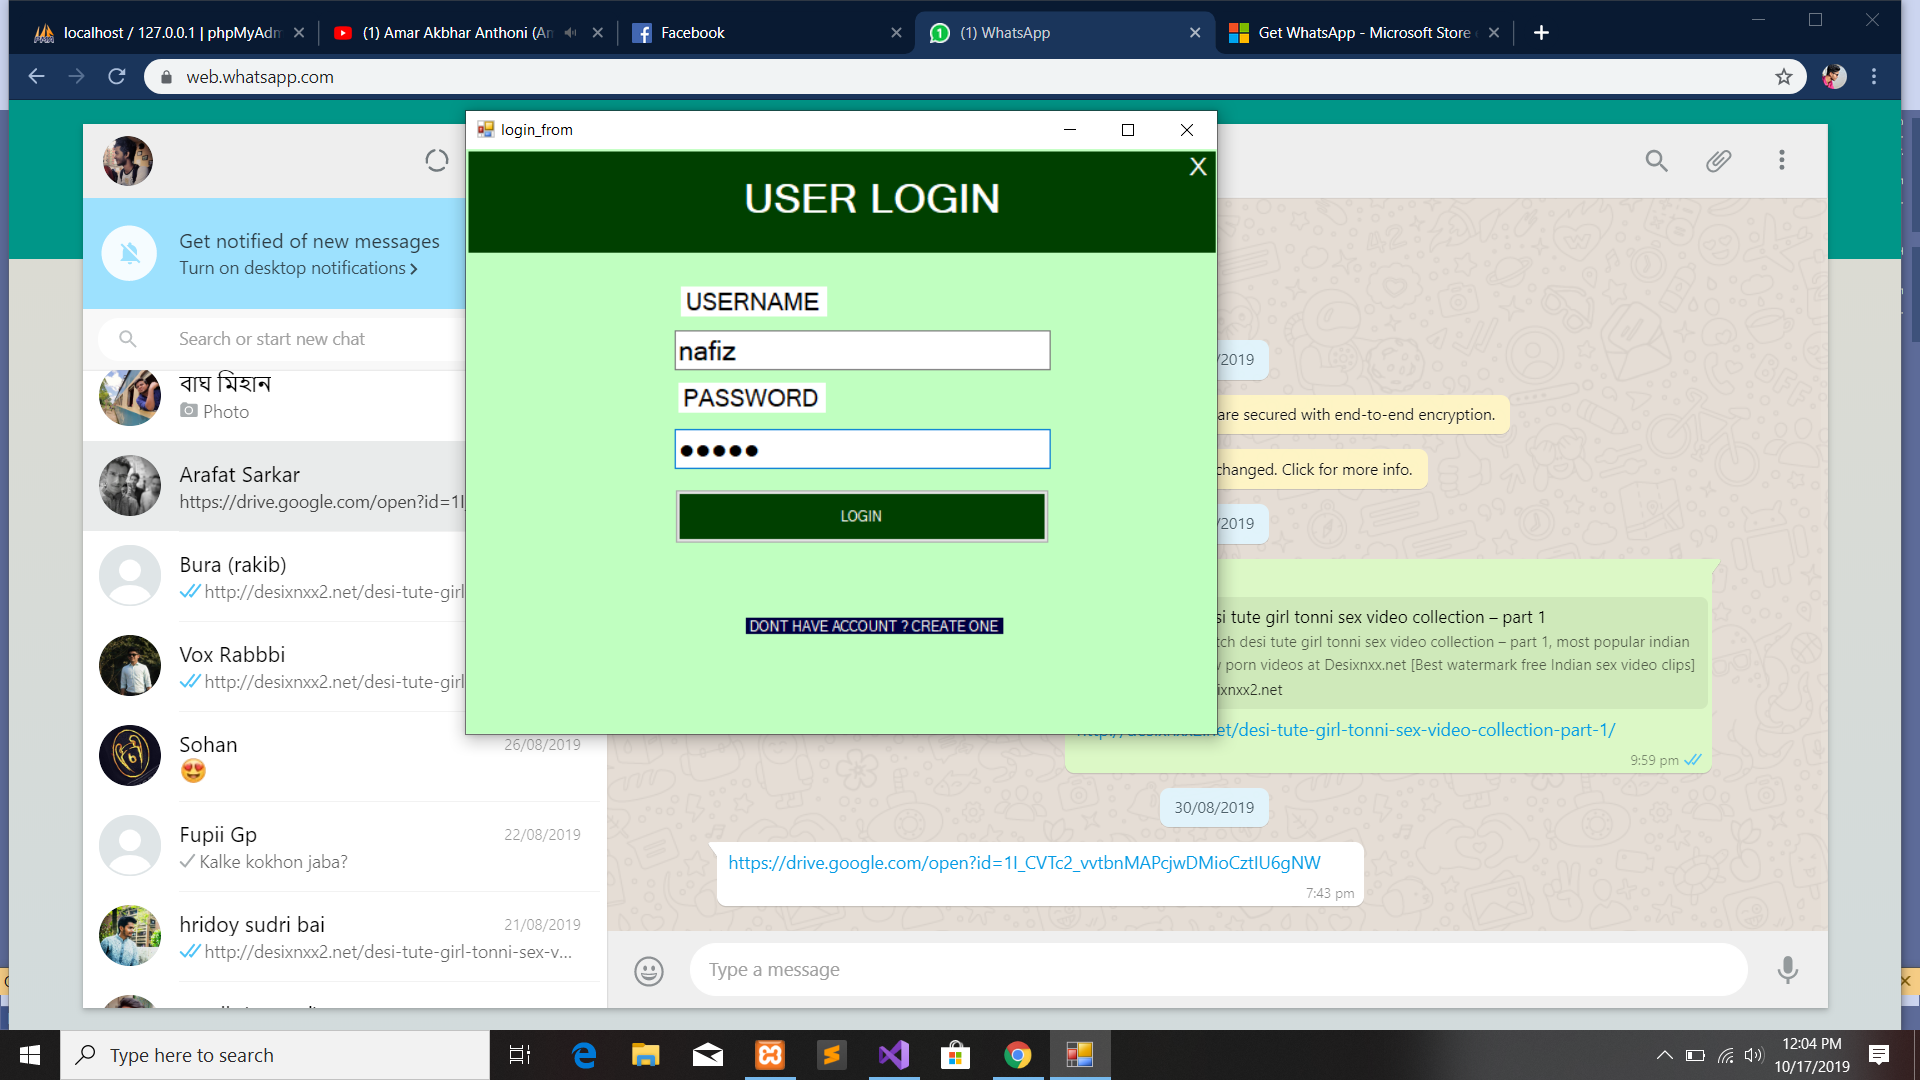 localhost / 127.0.0.1 | phpMyAdm
(1) Amar Akbhar Anthoni (Am
Facebook
(1) WhatsApp
Get WhatsApp - Microsoft Store
web.whatsapp.com
login_from
X
USER LOGIN
USERNAME
nafiz
PASSWORD
LOGIN
DONT HAVE ACCOUNT ? CREATE ONE
Get notified of new messages
Turn on desktop notifications
Search or start new chat
বাঘ মিহান
Photo
Arafat Sarkar
https://drive.google.com/open?id=1I_
Bura (rakib)
http://desixnxx2.net/desi-tute-girl
Vox Rabbbi
http://desixnxx2.net/desi-tute-girl
Sohan
26/08/2019
Fupii Gp
22/08/2019
Kalke kokhon jaba?
hridoy sudri bai
21/08/2019
http://desixnxx2.net/desi-tute-girl-tonni-sex-v...
/2019
are secured with end-to-end encryption.
changed. Click for more info.
/2019
si tute girl tonni sex video collection – part 1
tch desi tute girl tonni sex video collection – part 1, most popular indian
porn videos at Desixnxx.net [Best watermark free Indian sex video clips]
ixnxx2.net
http://desixnxx2.net/desi-tute-girl-tonni-sex-video-collection-part-1/
9:59 pm
30/08/2019
https://drive.google.com/open?id=1I_CVTc2_vvtbnMAPcjwDMioCztIU6gNW
7:43 pm
Type a message
Type here to search
12:04 PM
10/17/2019